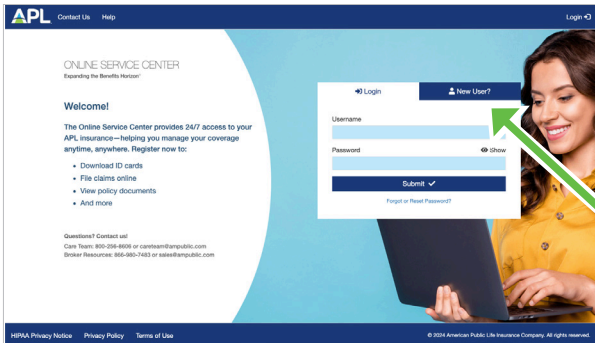 APL Contact Us Help Login
ONLINE SERVICE CENTER
Expanding the Benefits Horizon®
Welcome!
The Online Service Center provides 24/7 access to your
APL insurance—helping you manage your coverage
anytime, anywhere. Register now to:
• Download ID cards
• File claims online
• View policy documents
• And more
Questions? Contact us!
Care Team: 800-256-8606 or careteam@ampublic.com
Broker Resources: 866-980-7483 or sales@ampublic.com
Login New User?
Username
Password Show
Submit ✓
Forgot or Reset Password?
HIPAA Privacy Notice Privacy Policy Terms of Use © 2024 American Public Life Insurance Company. All rights reserved.